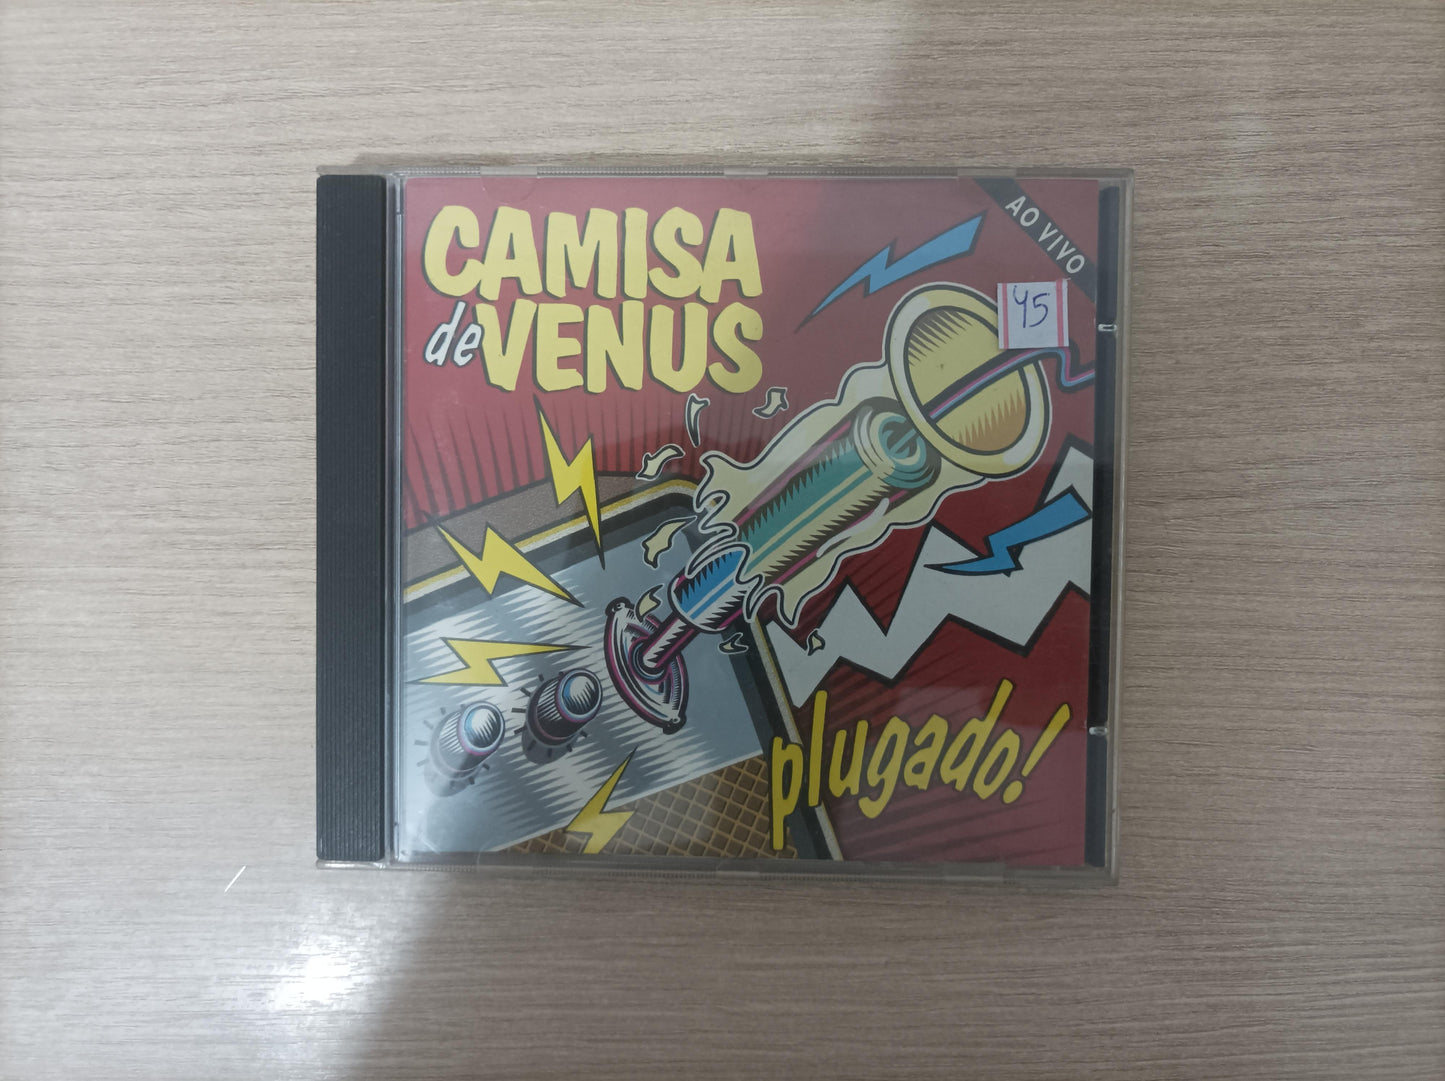 CAMISA
de VENUS
AO VIVO
45
plugado!